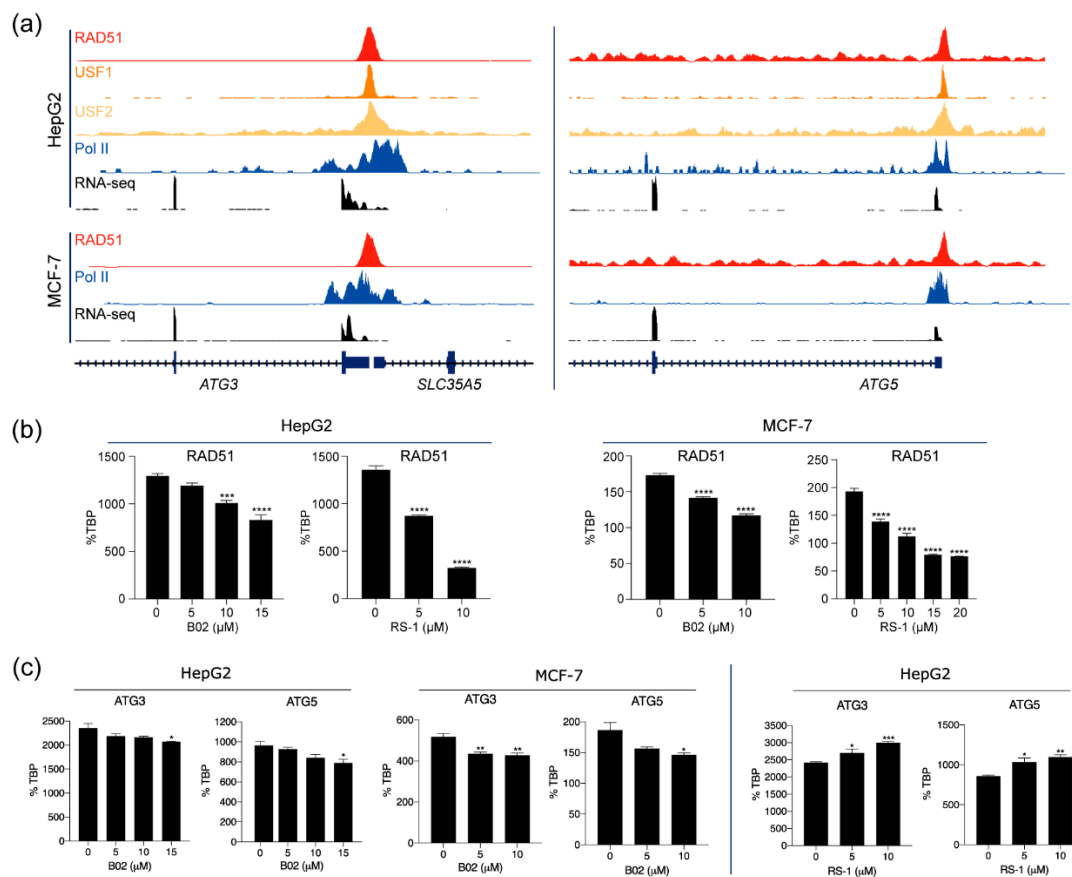 (a)
HepG2
RAD51
USF1
USF2
Pol II
RNA-seq
MCF-7
RAD51
Pol II
RNA-seq
ATG3
SLC35A5
ATG5
(b)
HepG2
RAD51
%TBP
1500
1000
500
0
***
****
0 5 10 15
B02 (µM)
RAD51
%TBP
1500
1000
500
0
****
****
0 5 10
RS-1 (µM)
MCF-7
RAD51
%TBP
200
150
100
50
0
****
****
0 5 10
B02 (µM)
RAD51
%TBP
250
200
150
100
50
0
****
****
****
****
0 5 10 15 20
RS-1 (µM)
(c)
HepG2
ATG3
% TBP
2500
2000
1500
1000
500
0
*
0 5 10 15
B02 (µM)
ATG5
% TBP
1200
1000
800
600
400
200
0
*
0 5 10 15
B02 (µM)
MCF-7
ATG3
% TBP
600
400
200
0
**
**
0 5 10
B02 (µM)
ATG5
% TBP
200
150
100
50
0
*
0 5 10
B02 (µM)
HepG2
ATG3
% TBP
3500
3000
2500
2000
1500
1000
500
0
*
***
0 5 10
RS-1 (µM)
ATG5
% TBP
1500
1000
500
0
*
**
0 5 10
RS-1 (µM)